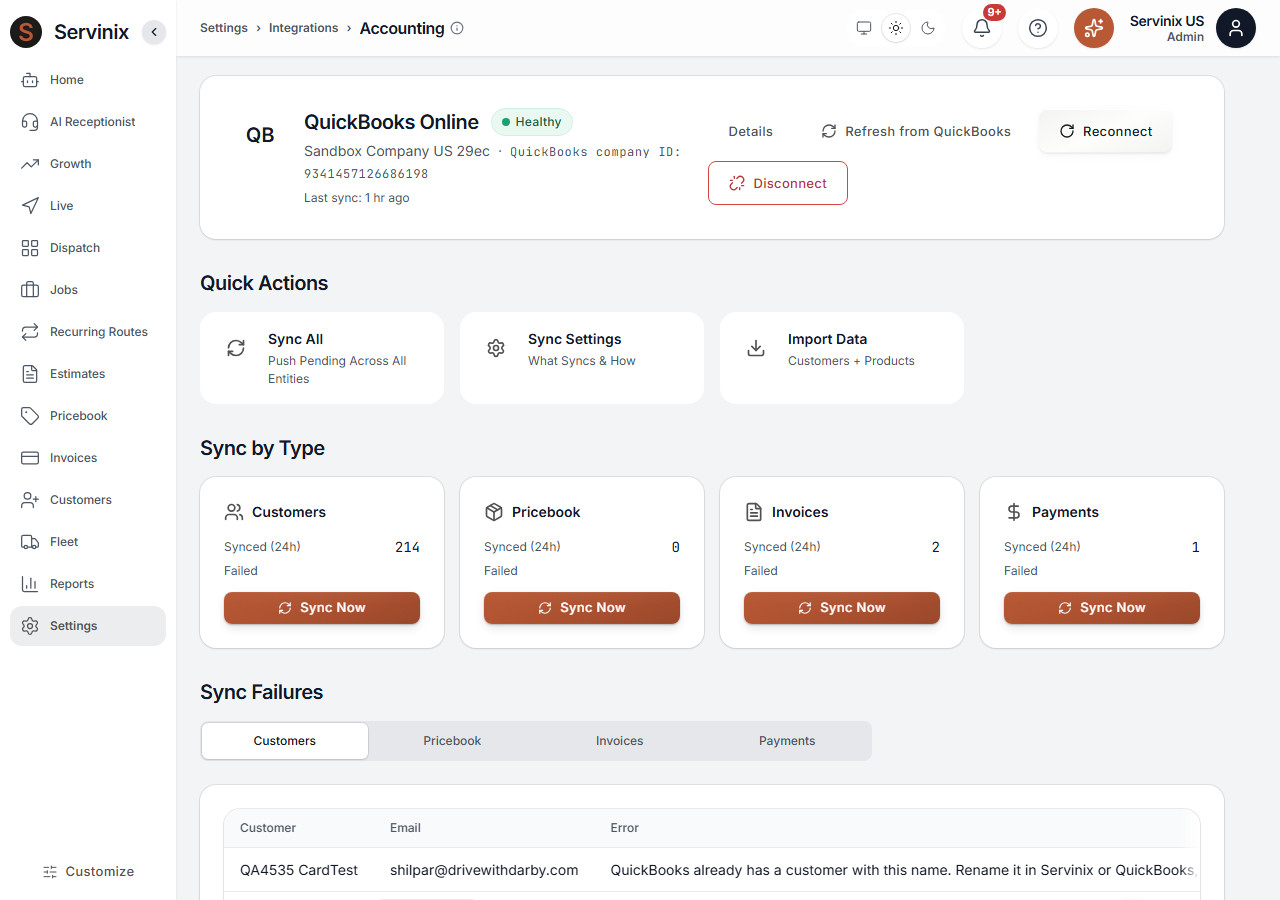 S Servinix
Home
AI Receptionist
Growth
Live
Dispatch
Jobs
Recurring Routes
Estimates
Pricebook
Invoices
Customers
Fleet
Reports
Settings
Customize
Settings › Integrations › Accounting
9+
Servinix US
Admin
QB
QuickBooks Online Healthy
Sandbox Company US 29ec · QuickBooks company ID:
9341457126686198
Last sync: 1 hr ago
Details Refresh from QuickBooks Reconnect
Disconnect
Quick Actions
Sync All
Push Pending Across All
Entities
Sync Settings
What Syncs & How
Import Data
Customers + Products
Sync by Type
Customers
Synced (24h) 214
Failed
Sync Now
Pricebook
Synced (24h) 0
Failed
Sync Now
Invoices
Synced (24h) 2
Failed
Sync Now
Payments
Synced (24h) 1
Failed
Sync Now
Sync Failures
Customers Pricebook Invoices Payments
Customer Email Error
QA4535 CardTest shilpar@drivewithdarby.com QuickBooks already has a customer with this name. Rename it in Servinix or QuickBooks,